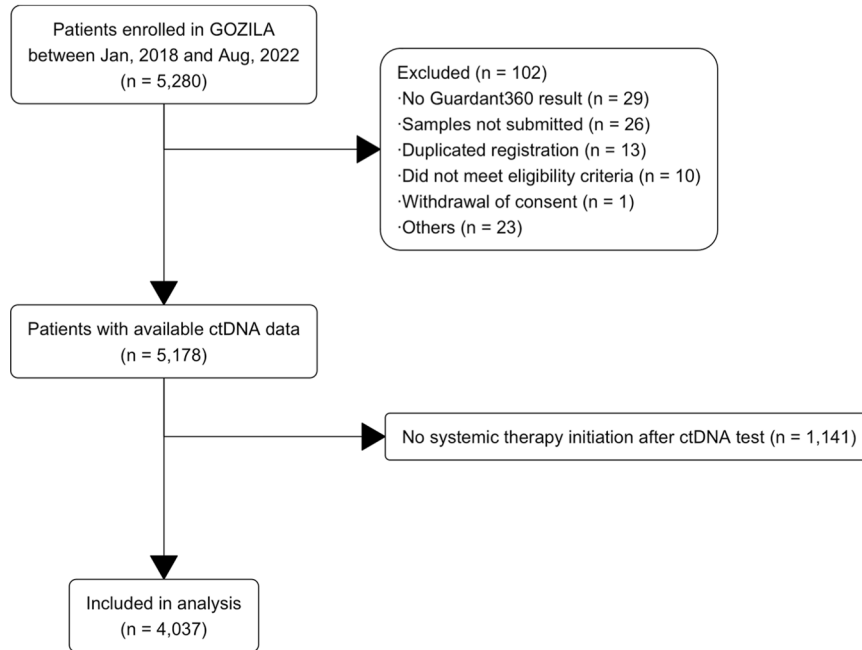 Patients enrolled in GOZILA
between Jan, 2018 and Aug, 2022
(n = 5,280)
Excluded (n = 102)
·No Guardant360 result (n = 29)
·Samples not submitted (n = 26)
·Duplicated registration (n = 13)
·Did not meet eligibility criteria (n = 10)
·Withdrawal of consent (n = 1)
·Others (n = 23)
Patients with available ctDNA data
(n = 5,178)
No systemic therapy initiation after ctDNA test (n = 1,141)
Included in analysis
(n = 4,037)